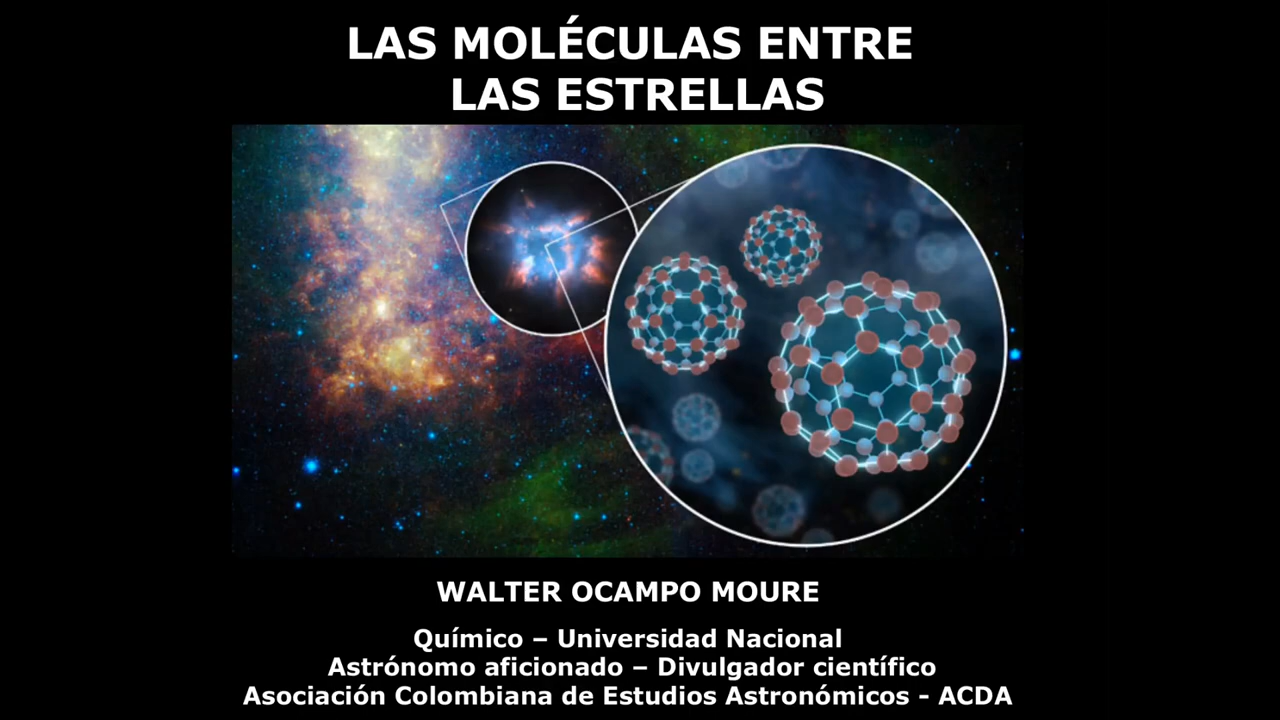 LAS MOLÉCULAS ENTRE
LAS ESTRELLAS
WALTER OCAMPO MOURE
Químico – Universidad Nacional
Astrónomo aficionado – Divulgador científico
Asociación Colombiana de Estudios Astronómicos - ACDA